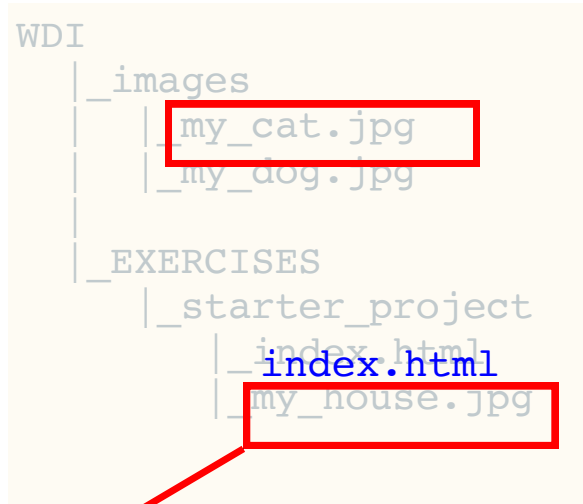 WDI
|_images
| |_my_cat.jpg
| |_my_dog.jpg
|
|_EXERCISES
|_starter_project
|_index.html
index.html
|_my_house.jpg